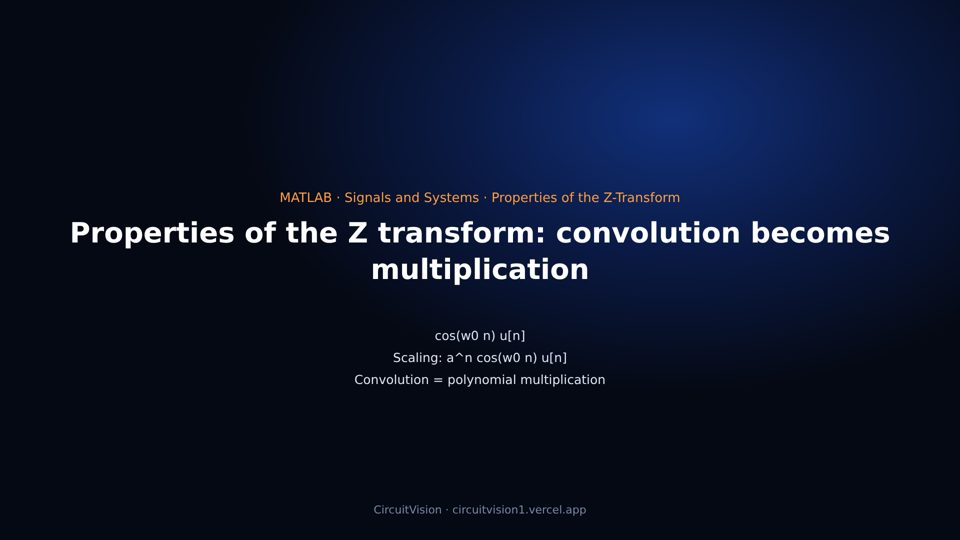 MATLAB · Signals and Systems · Properties of the Z-Transform
Properties of the Z transform: convolution becomes
multiplication
cos(w0 n) u[n]
Scaling: a^n cos(w0 n) u[n]
Convolution = polynomial multiplication
CircuitVision · circuitvision1.vercel.app